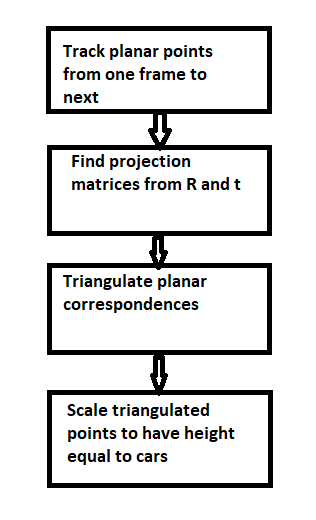 Track planar points
from one frame to
next
Find projection
matrices from R and t
Triangulate planar
correspondences
Scale triangulated
points to have height
equal to cars